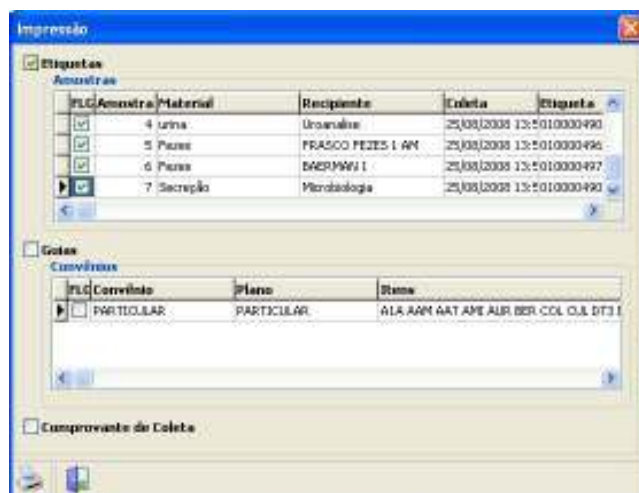 Impressão
Etiquetas
Amostras
FLG Amostra Material Recipiente Coleta Etiqueta
4 urina Uroanalise 25/08/2008 13:5 010000490
5 Fezes FRASCO FEZES 1 AM 25/08/2008 13:5 010000496
6 Fezes BAERMAN I 25/08/2008 13:5 010000497
7 Secreção Microbiologia 25/08/2008 13:5 010000490
Guias
Convênios
FLG Convênio Plano Itens
PARTICULAR PARTICULAR A1A AAM AAT AMI AUR BER COL CUL DT3
Comprovante de Coleta